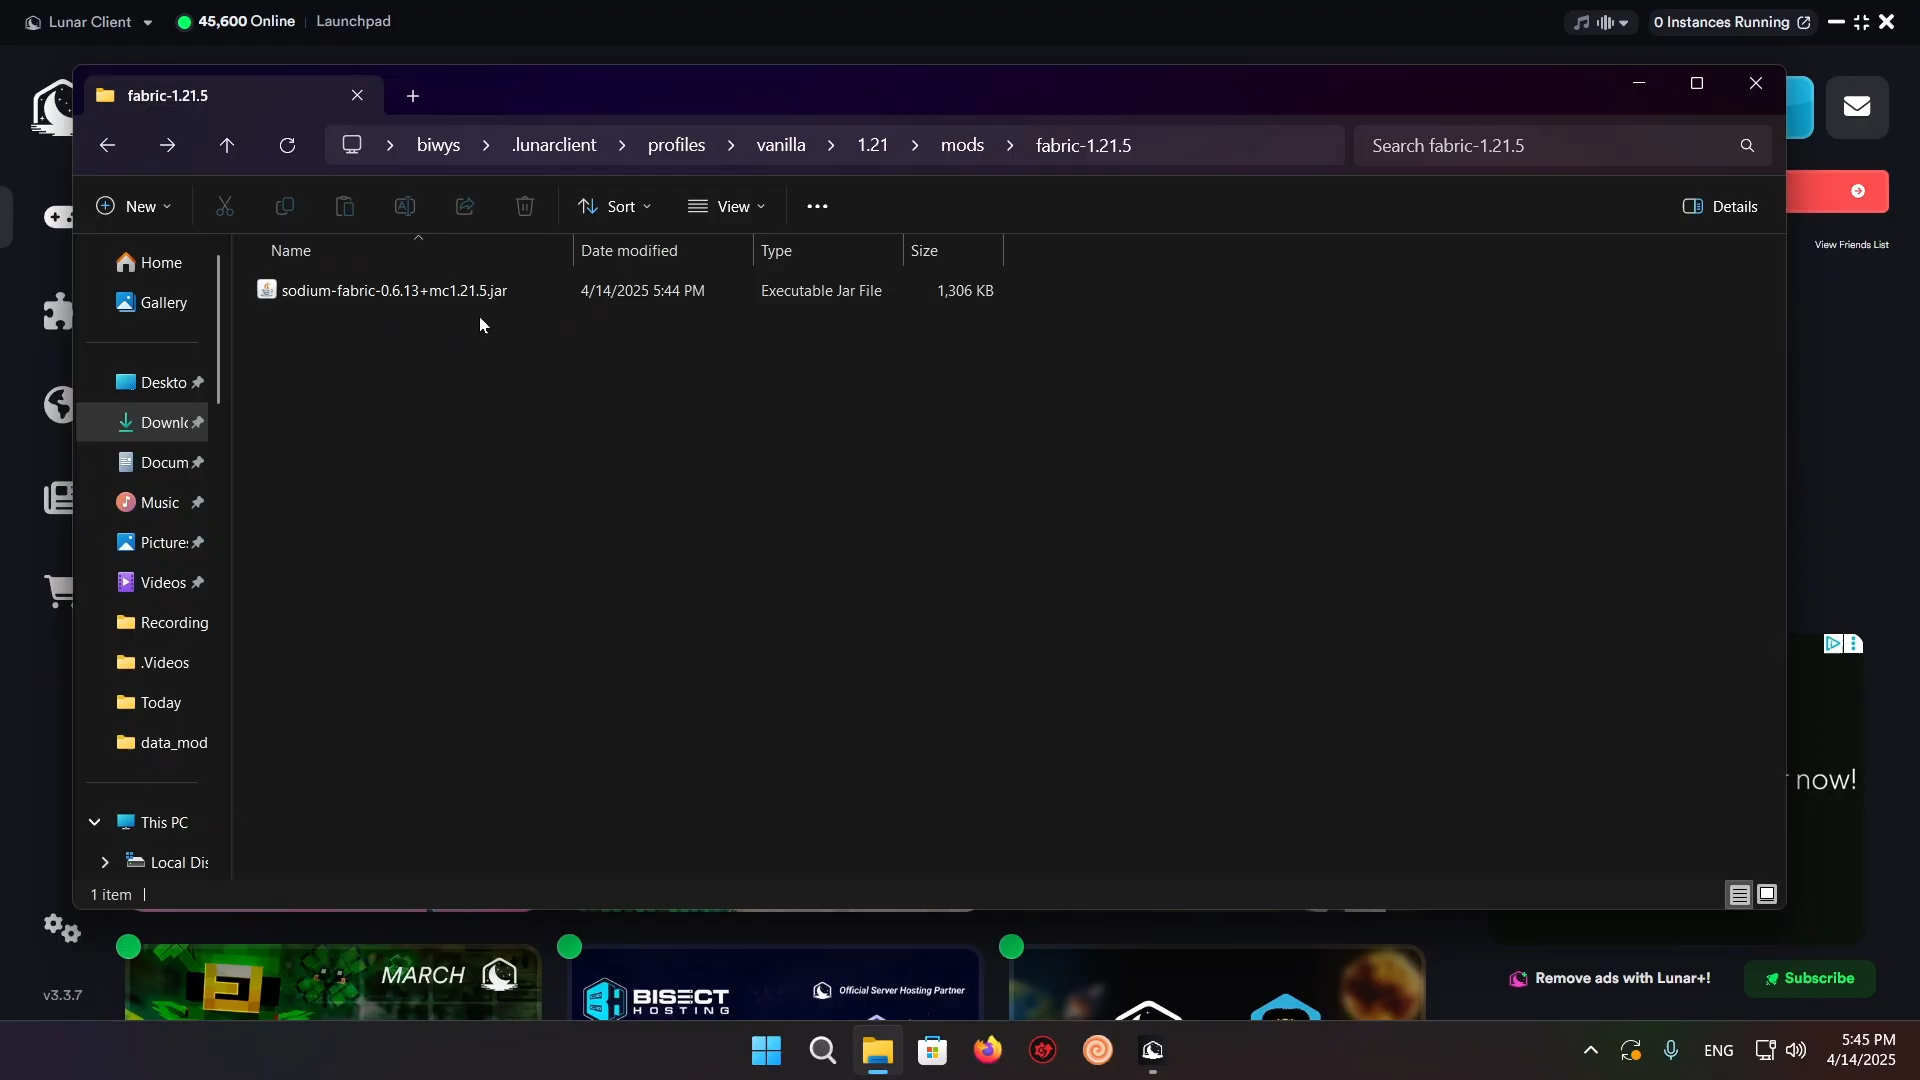 Lunar Client
45,600 Online
Launchpad
0 Instances Running
fabric-1.21.5
biwys
.lunarclient
profiles
vanilla
1.21
mods
fabric-1.21.5
Search fabric-1.21.5
New
Sort
View
Details
View Friends List
Name
Date modified
Type
Size
sodium-fabric-0.6.13+mc1.21.5.jar
4/14/2025 5:44 PM
Executable Jar File
1,306 KB
Home
Gallery
Deskto
Downlo
Docum
Music
Pictures
Videos
Recording
.Videos
Today
data_mod
This PC
Local Dis
now!
1 item
MARCH
BISECT
HOSTING
Official Server Hosting Partner
Remove ads with Lunar+!
Subscribe
v3.3.7
ENG
5:45 PM
4/14/2025